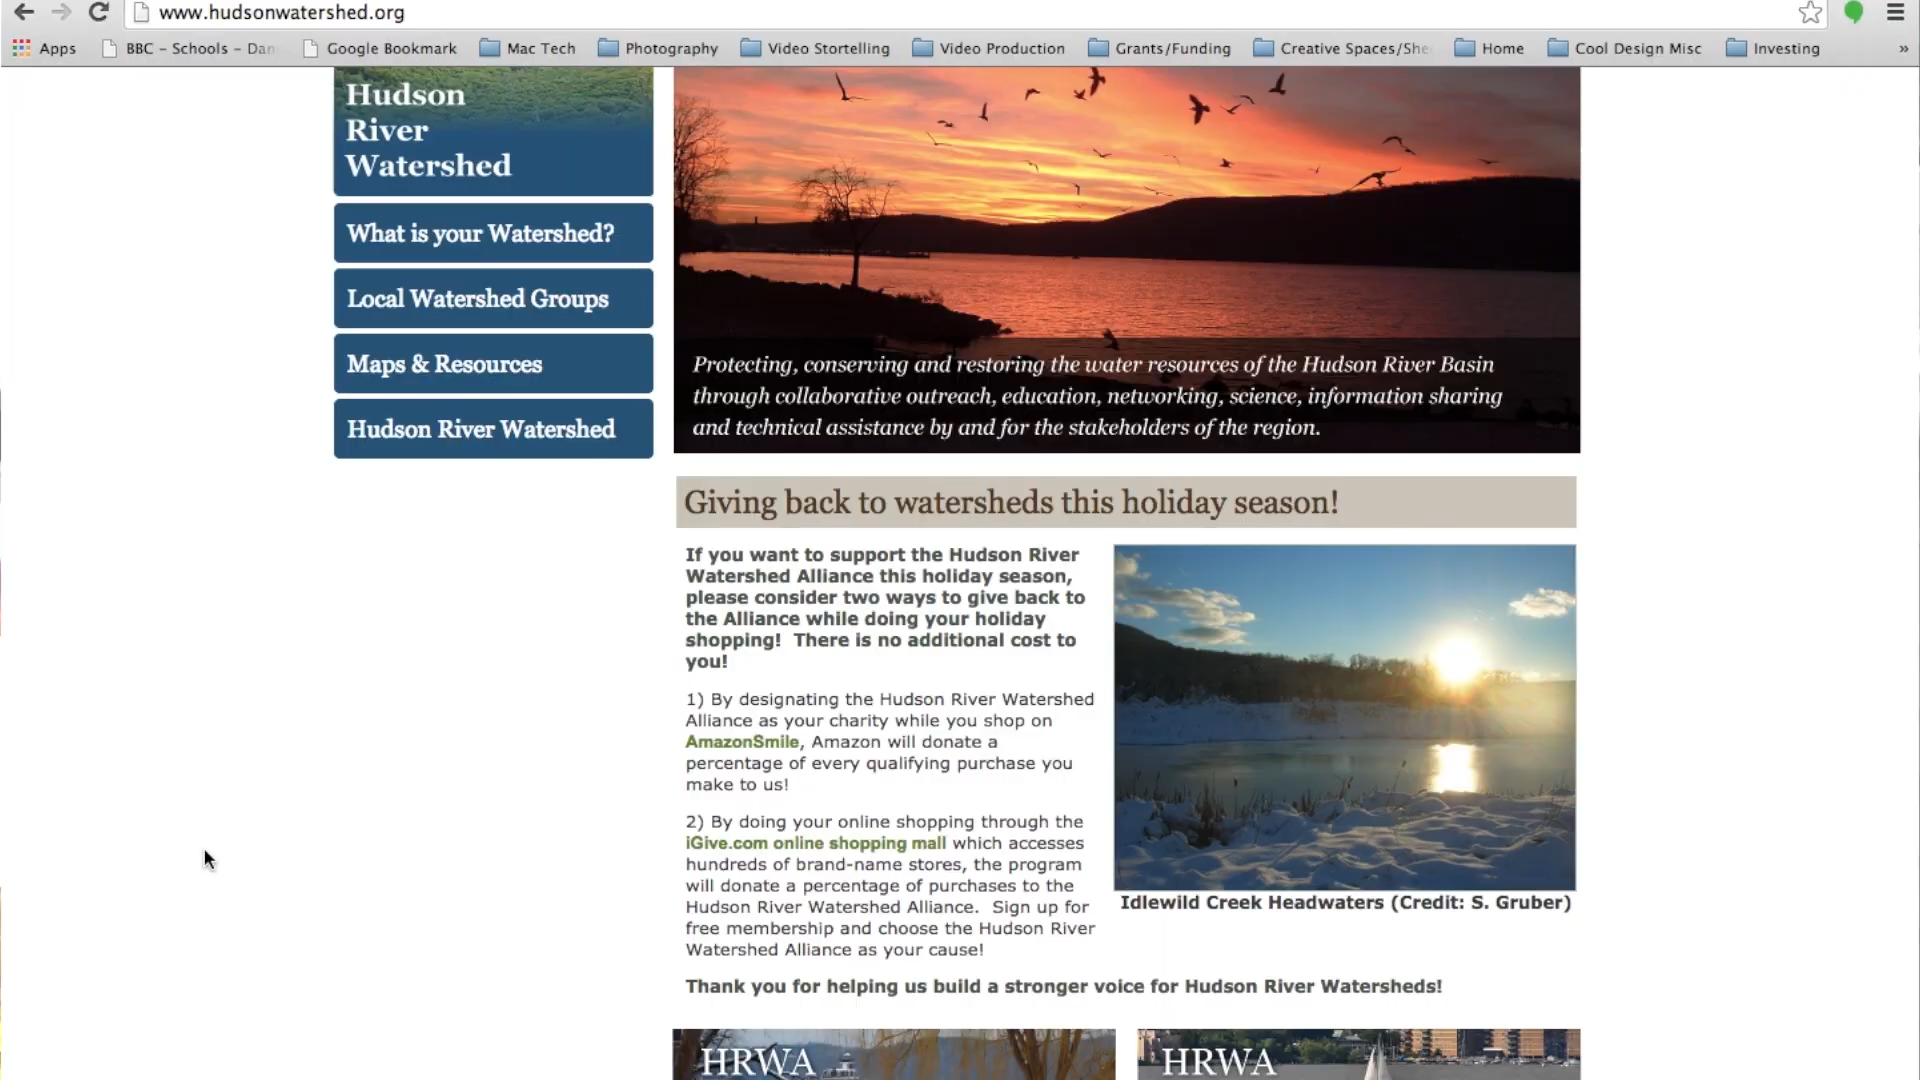 www.hudsonwatershed.org
Apps BBC - Schools - Dan Google Bookmark Mac Tech Photography Video Stortelling Video Production Grants/Funding Creative Spaces/She Home Cool Design Misc Investing »
Hudson
River
Watershed
What is your Watershed?
Local Watershed Groups
Maps & Resources
Hudson River Watershed
Protecting, conserving and restoring the water resources of the Hudson River Basin
through collaborative outreach, education, networking, science, information sharing
and technical assistance by and for the stakeholders of the region.
Giving back to watersheds this holiday season!
If you want to support the Hudson River
Watershed Alliance this holiday season,
please consider two ways to give back to
the Alliance while doing your holiday
shopping! There is no additional cost to
you!
1) By designating the Hudson River Watershed
Alliance as your charity while you shop on
AmazonSmile, Amazon will donate a
percentage of every qualifying purchase you
make to us!
2) By doing your online shopping through the
iGive.com online shopping mall which accesses
hundreds of brand-name stores, the program
will donate a percentage of purchases to the
Hudson River Watershed Alliance. Sign up for
free membership and choose the Hudson River
Watershed Alliance as your cause!
Idlewild Creek Headwaters (Credit: S. Gruber)
Thank you for helping us build a stronger voice for Hudson River Watersheds!
HRWA
HRWA